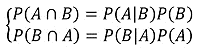 P(A ∩ B) = P(A|B)P(B)
P(B ∩ A) = P(B|A)P(A)